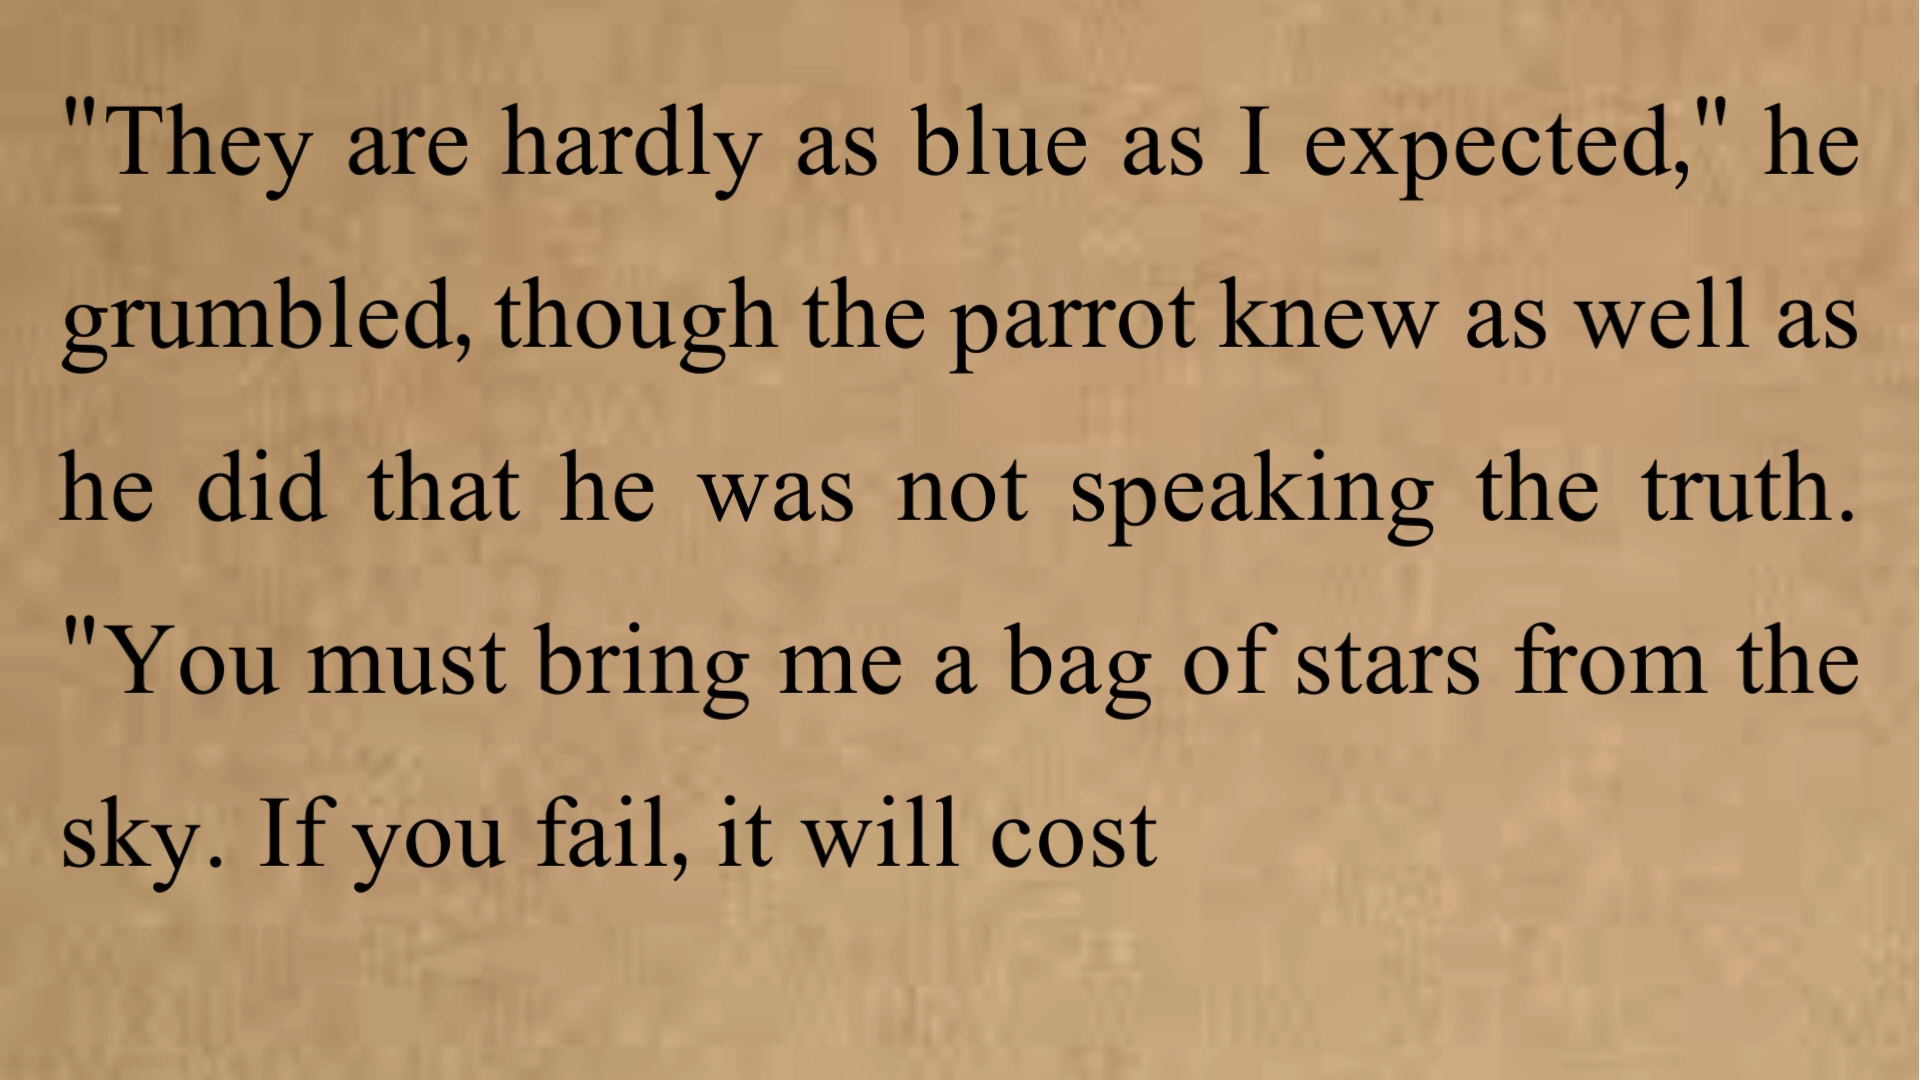 "They are hardly as blue as I expected," he
grumbled, though the parrot knew as well as
he did that he was not speaking the truth.
"You must bring me a bag of stars from the
sky. If you fail, it will cost